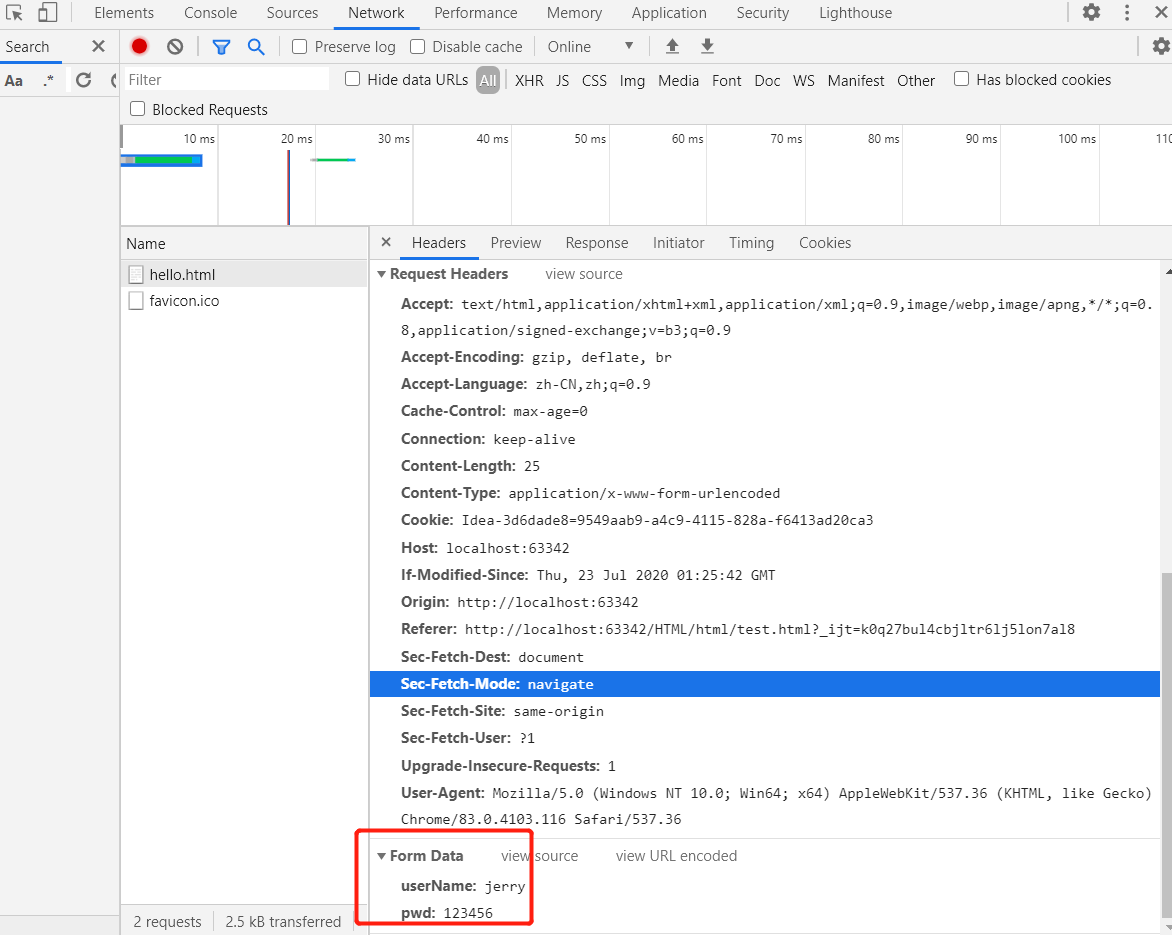 Elements Console Sources Network Performance Memory Application Security Lighthouse
Search Preserve log Disable cache Online
Aa .* Filter Hide data URLs All XHR JS CSS Img Media Font Doc WS Manifest Other Has blocked cookies
Blocked Requests
10 ms 20 ms 30 ms 40 ms 50 ms 60 ms 70 ms 80 ms 90 ms 100 ms 110
Name Headers Preview Response Initiator Timing Cookies
hello.html
favicon.ico
Request Headers view source
Accept: text/html,application/xhtml+xml,application/xml;q=0.9,image/webp,image/apng,*/*;q=0.
8,application/signed-exchange;v=b3;q=0.9
Accept-Encoding: gzip, deflate, br
Accept-Language: zh-CN,zh;q=0.9
Cache-Control: max-age=0
Connection: keep-alive
Content-Length: 25
Content-Type: application/x-www-form-urlencoded
Cookie: Idea-3d6dade8=9549aab9-a4c9-4115-828a-f6413ad20ca3
Host: localhost:63342
If-Modified-Since: Thu, 23 Jul 2020 01:25:42 GMT
Origin: http://localhost:63342
Referer: http://localhost:63342/HTML/html/test.html?_ijt=k0q27bul4cbjltr6lj5lon7al8
Sec-Fetch-Dest: document
Sec-Fetch-Mode: navigate
Sec-Fetch-Site: same-origin
Sec-Fetch-User: ?1
Upgrade-Insecure-Requests: 1
User-Agent: Mozilla/5.0 (Windows NT 10.0; Win64; x64) AppleWebKit/537.36 (KHTML, like Gecko)
Chrome/83.0.4103.116 Safari/537.36
Form Data view source view URL encoded
userName: jerry
pwd: 123456
2 requests 2.5 kB transferred